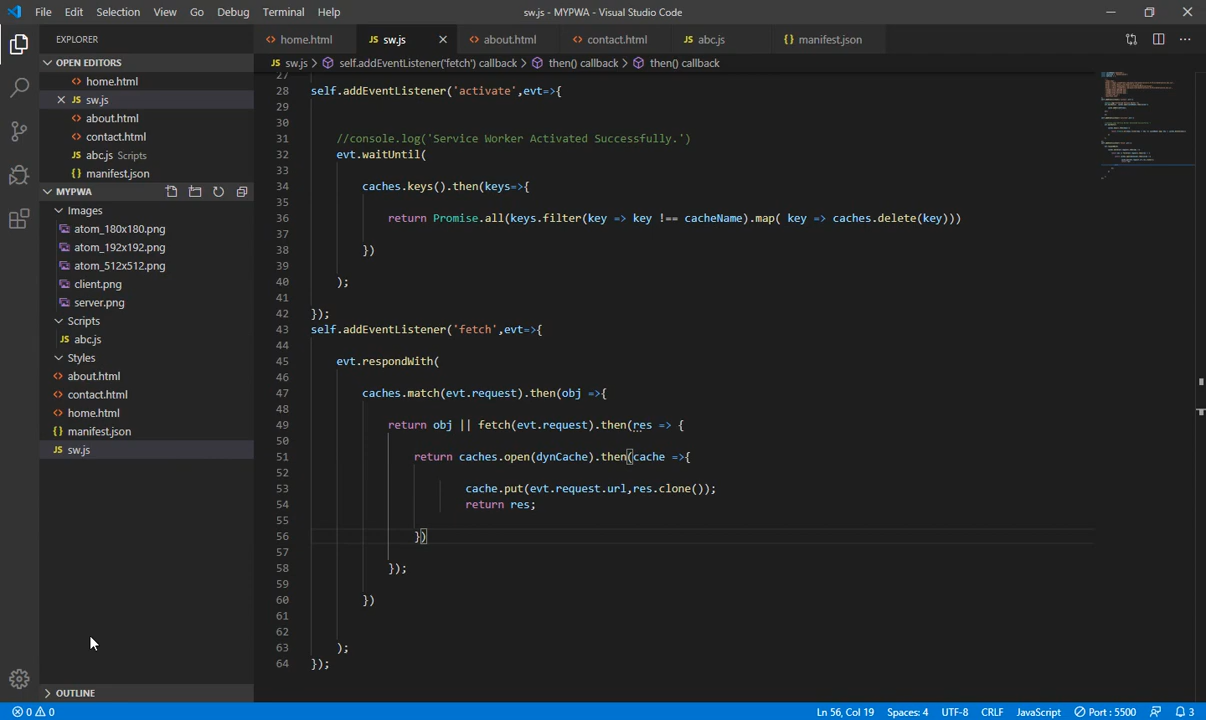 File Edit Selection View Go Debug Terminal Help
sw.js - MYPWA - Visual Studio Code
EXPLORER
home.html
JS sw.js
about.html
contact.html
JS abc.js
{ } manifest.json
OPEN EDITORS
home.html
JS sw.js
about.html
contact.html
JS abc.js Scripts
{ } manifest.json
MYPWA
Images
atom_180x180.png
atom_192x192.png
atom_512x512.png
client.png
server.png
Scripts
JS abc.js
Styles
about.html
contact.html
home.html
{ } manifest.json
JS sw.js
OUTLINE
JS sw.js > self.addEventListener('fetch') callback > then() callback > then() callback
27
28 self.addEventListener('activate',evt=>{
29
30
31 //console.log('Service Worker Activated Successfully.')
32 evt.waitUntil(
33
34 caches.keys().then(keys=>{
35
36 return Promise.all(keys.filter(key => key !== cacheName).map( key => caches.delete(key)))
37
38 })
39
40 );
41
42 });
43 self.addEventListener('fetch',evt=>{
44
45 evt.respondWith(
46
47 caches.match(evt.request).then(obj =>{
48
49 return obj || fetch(evt.request).then(res => {
50
51 return caches.open(dynCache).then(cache =>{
52
53 cache.put(evt.request.url,res.clone());
54 return res;
55
56 })
57
58 });
59
60 })
61
62
63 );
64 });
0 0
Ln 56, Col 19 Spaces: 4 UTF-8 CRLF JavaScript Port : 5500 3